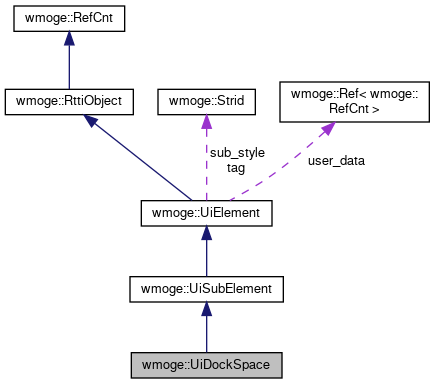 wmoge::RefCnt
wmoge::RttiObject
wmoge::Strid
wmoge::Ref< wmoge::
RefCnt >
sub_style
tag
user_data
wmoge::UiElement
wmoge::UiSubElement
wmoge::UiDockSpace